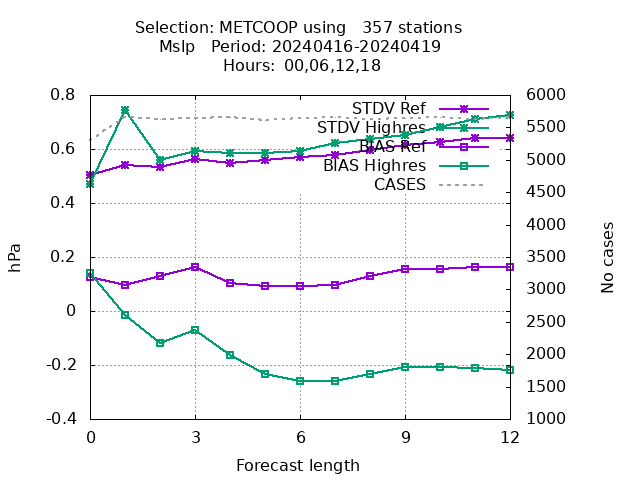 Selection: METCOOP using   357 stations
Mslp   Period: 20240416-20240419
Hours: 00,06,12,18
STDV Ref
STDV Highres
BIAS Ref
BIAS Highres
CASES
0.8
0.6
0.4
0.2
0
-0.2
-0.4
hPa
6000
5500
5000
4500
4000
3500
3000
2500
2000
1500
1000
No cases
0 3 6 9 12
Forecast length